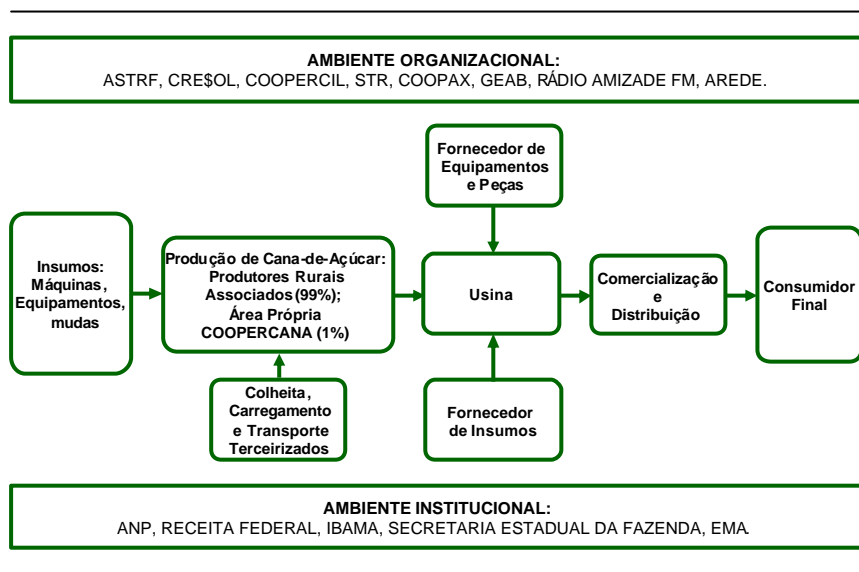 AMBIENTE ORGANIZACIONAL:
ASTRF, CRE$OL, COOPERCIL, STR, COOPAX, GEAB, RÁDIO AMIZADE FM, AREDE.
Fornecedor de
Equipamentos
e Peças
Insumos:
Máquinas,
Equipamentos,
mudas
Produção de Cana-de-Açúcar:
Produtores Rurais
Associados (99%);
Área Própria
COOPERCANA (1%)
Usina
Comercialização
e
Distribuição
Consumidor
Final
Colheita,
Carregamento
e Transporte
Terceirizados
Fornecedor
de Insumos
AMBIENTE INSTITUCIONAL:
ANP, RECEITA FEDERAL, IBAMA, SECRETARIA ESTADUAL DA FAZENDA, EMA.